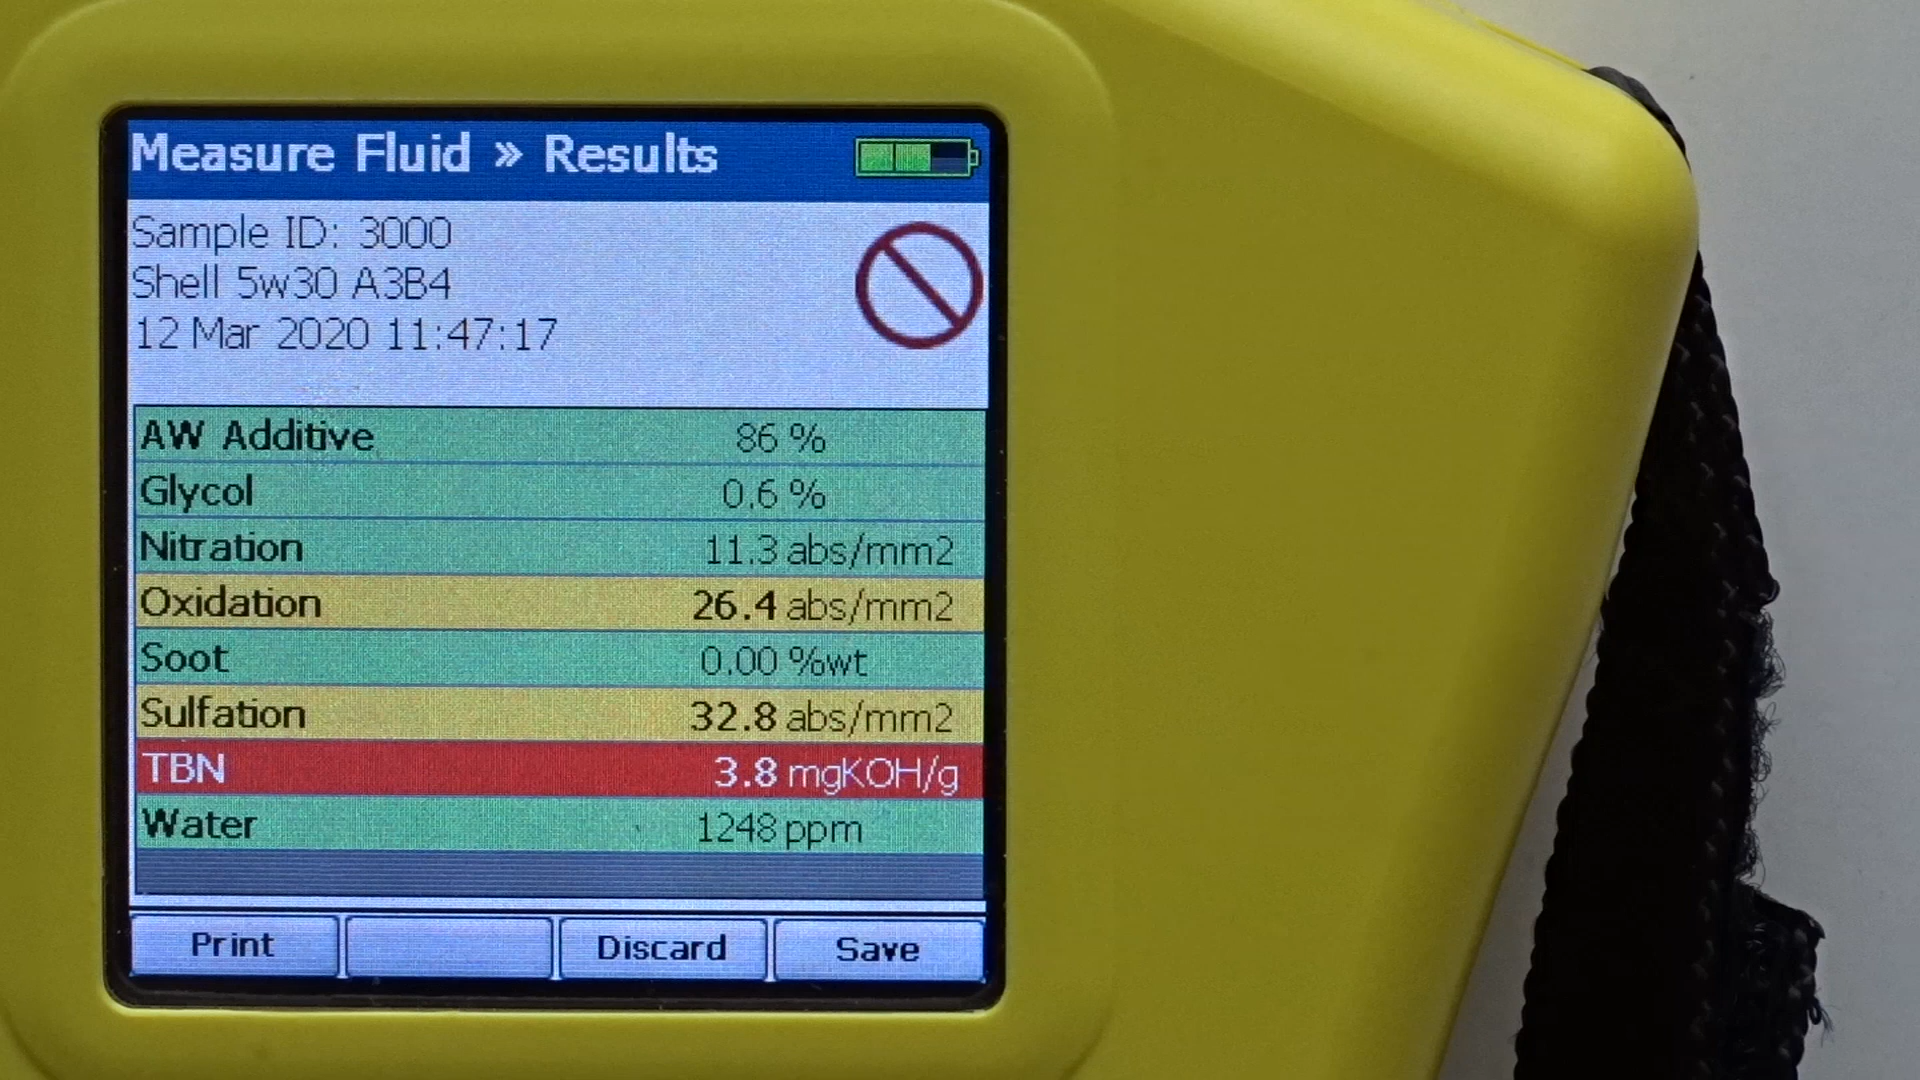 Measure Fluid » Results
Sample ID: 3000
Shell 5w30 A3B4
12 Mar 2020 11:47:17
AW Additive 86 %
Glycol 0.6 %
Nitration 11.3 abs/mm2
Oxidation 26.4 abs/mm2
Soot 0.00 %wt
Sulfation 32.8 abs/mm2
TBN 3.8 mgKOH/g
Water 1248 ppm
Print Discard Save